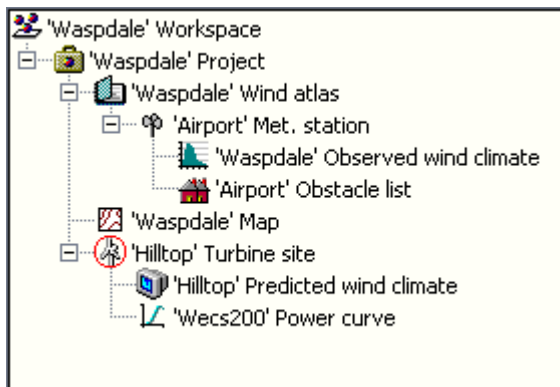 'Waspdale' Workspace
'Waspdale' Project
'Waspdale' Wind atlas
'Airport' Met. station
'Waspdale' Observed wind climate
'Airport' Obstacle list
'Waspdale' Map
'Hilltop' Turbine site
'Hilltop' Predicted wind climate
'Wecs200' Power curve